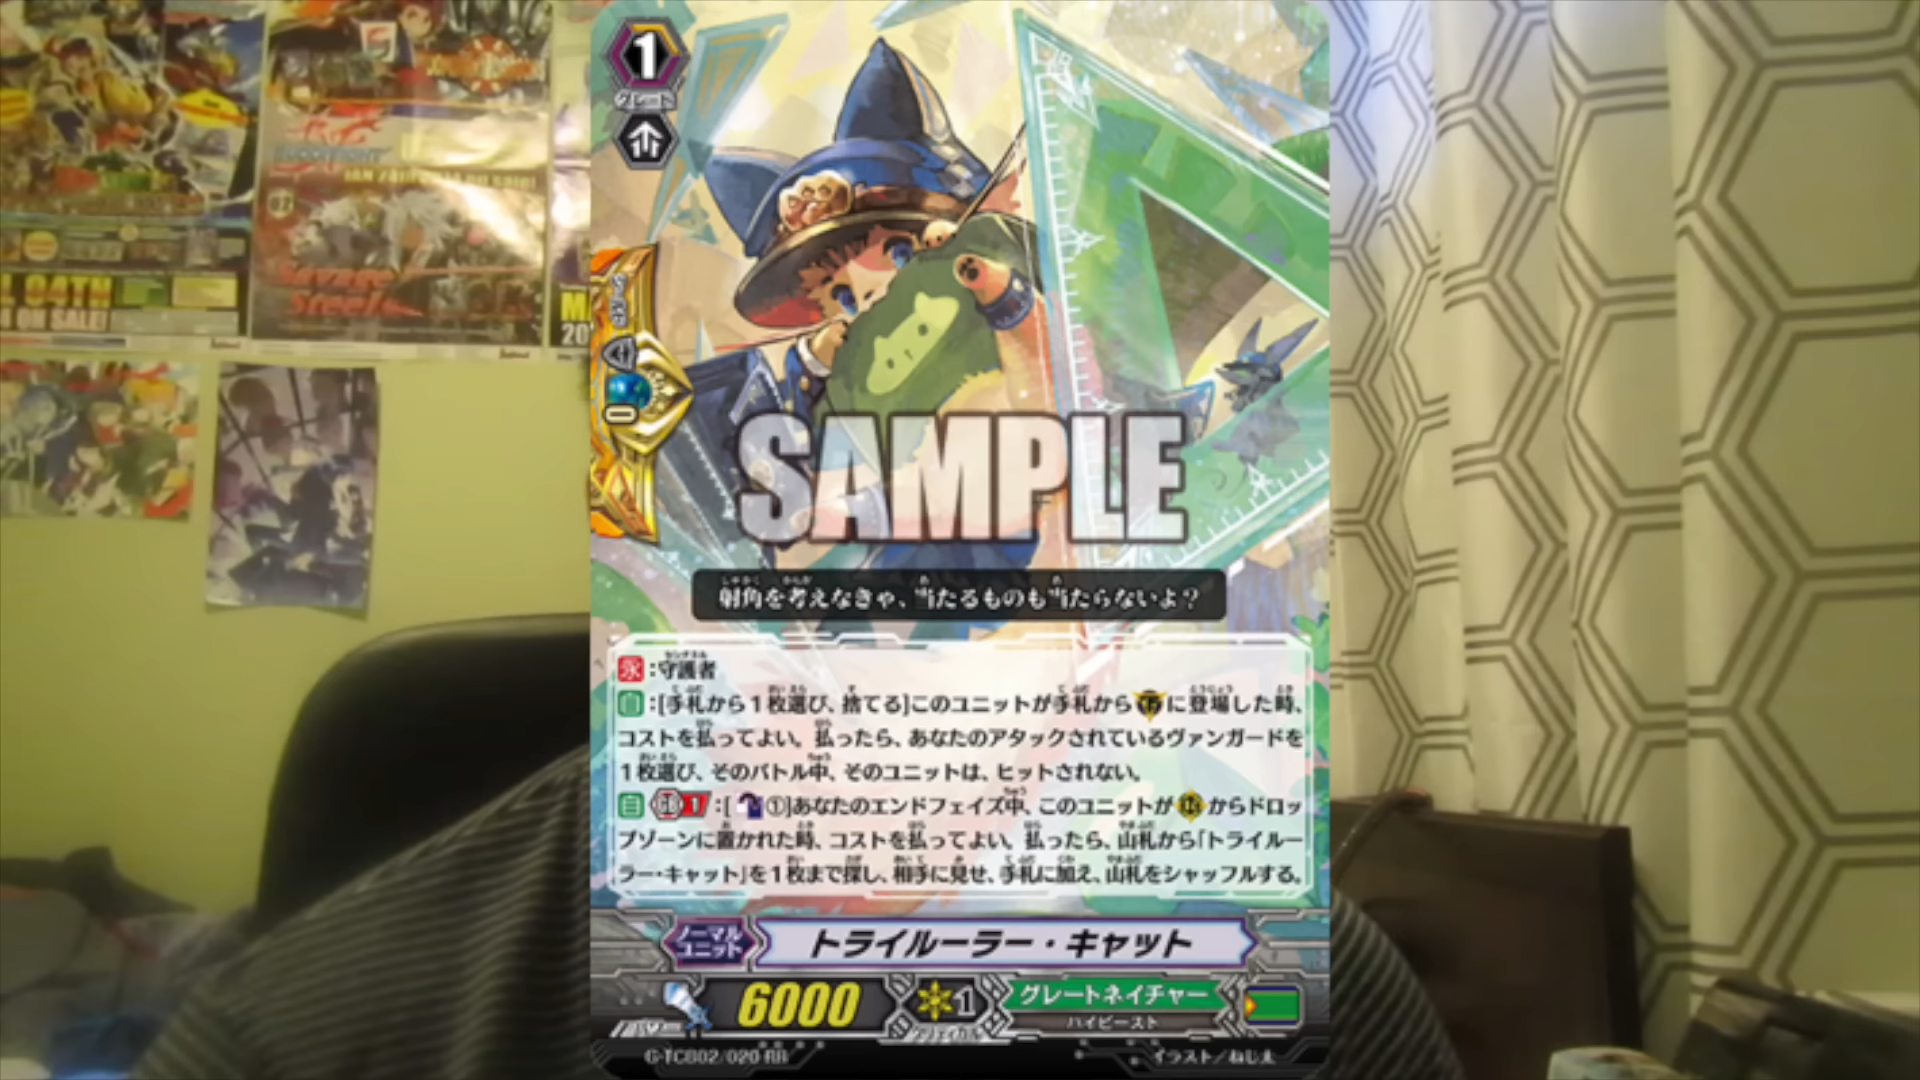 1
グレード
SAMPLE
0
射角を考えなきゃ、当たるものも当たらないよ?
永:守護者
:[手札から1枚選び、捨てる]このユニットが手札から に登場した時、
コストを払ってよい。払ったら、あなたのアタックされているヴァンガードを
1枚選び、そのバトル中、そのユニットは、ヒットされない。
1:[ ①]あなたのエンドフェイズ中、このユニットが からドロッ
プゾーンに置かれた時、コストを払ってよい。払ったら、山札から「トライルー
ラー・キャット」を1枚まで探し、相手に見せ、手札に加え、山札をシャッフルする。
ノーマル
ユニット
トライルーラー・キャット
6000
1
クリティカル
グレートネイチャー
ハイビースト
G-TCB02/020 RR
イラスト/ねじえ
ON SALE!
Savage
Steel